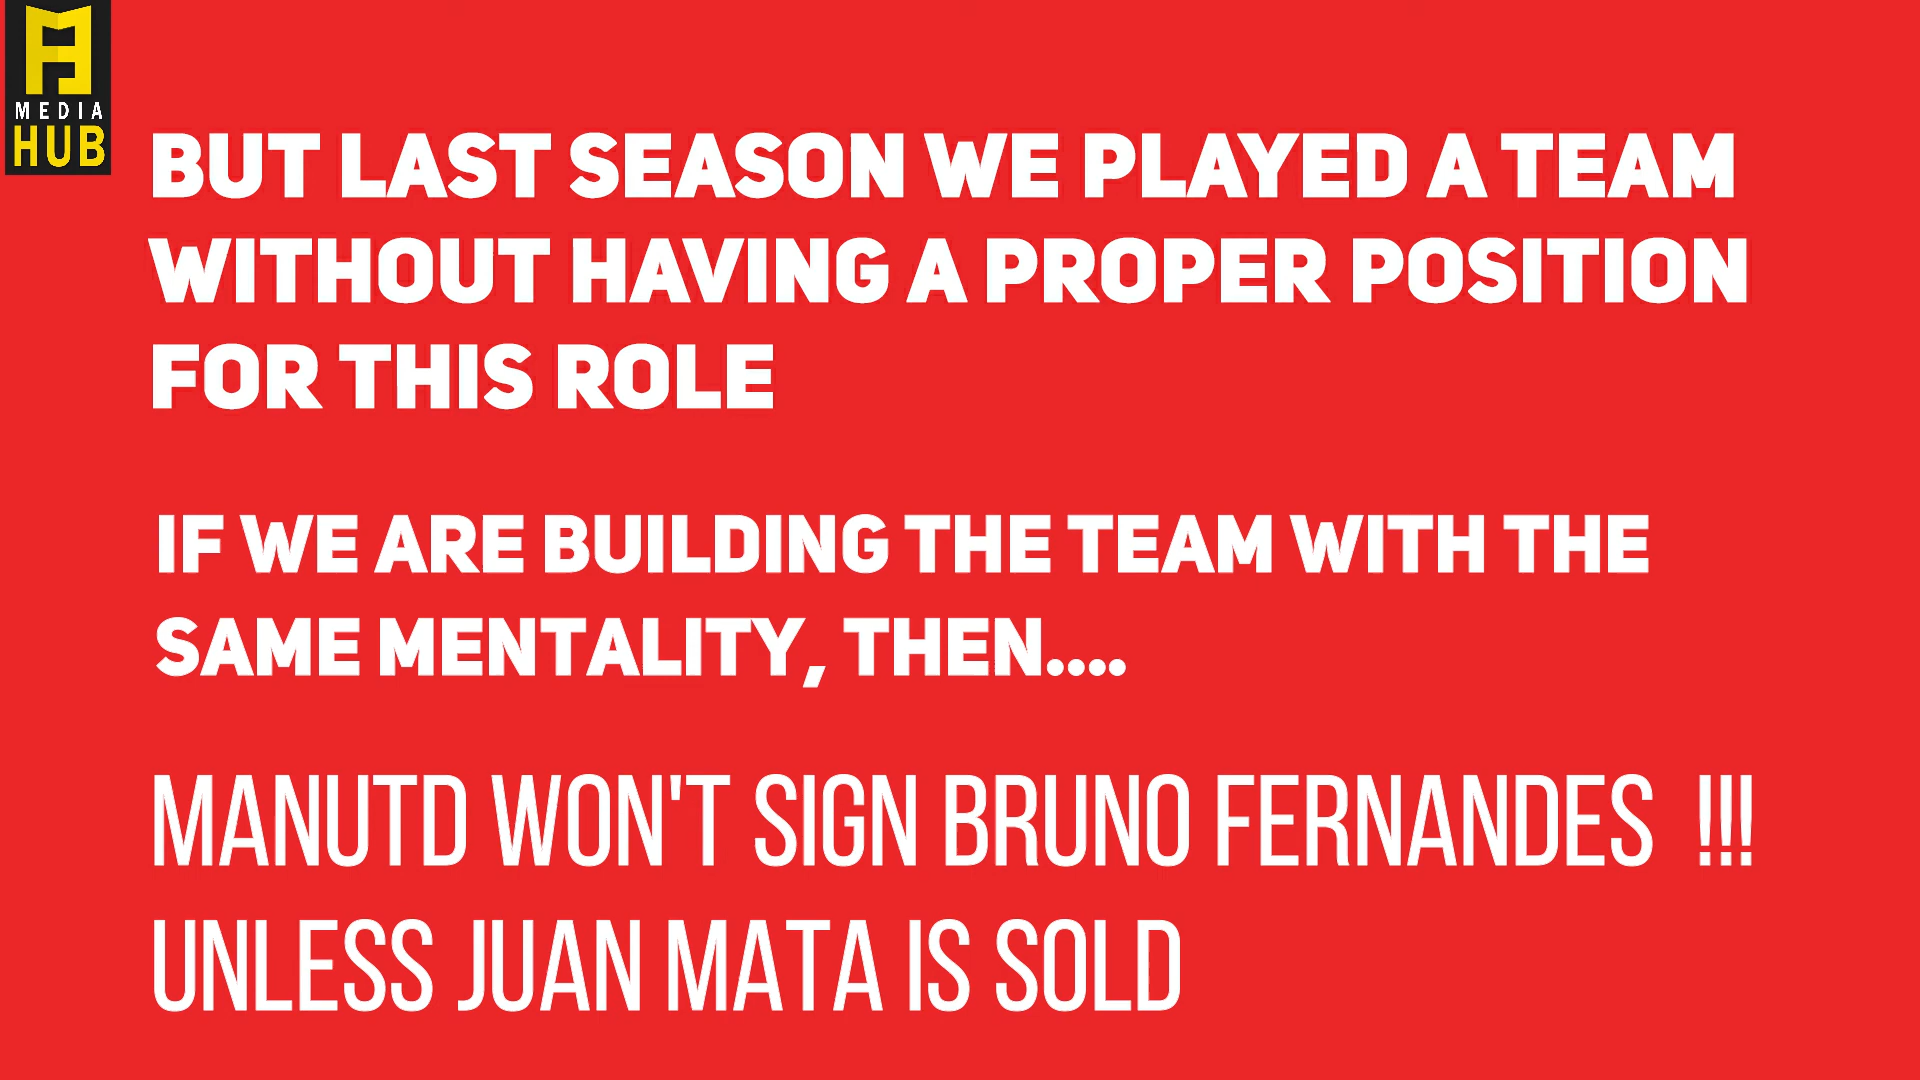 MEDIA
HUB
BUT LAST SEASON WE PLAYED A TEAM
WITHOUT HAVING A PROPER POSITION
FOR THIS ROLE
IF WE ARE BUILDING THE TEAM WITH THE
SAME MENTALITY, THEN....
MANUTD WON'T SIGN BRUNO FERNANDES !!!
UNLESS JUAN MATA IS SOLD